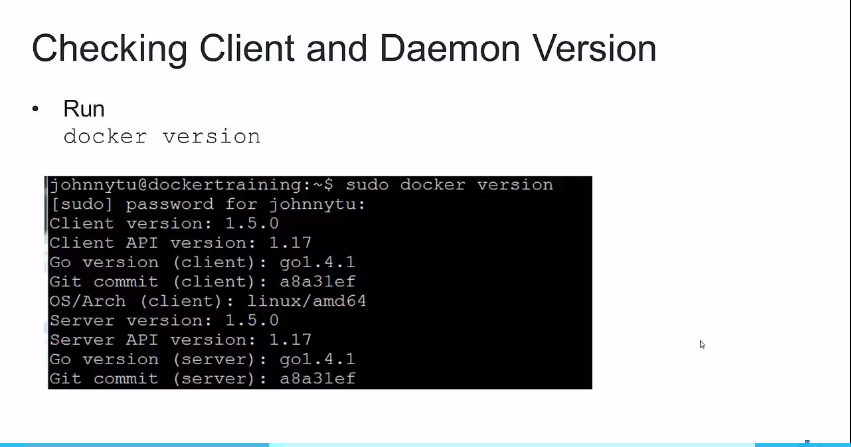 Checking Client and Daemon Version
• Run
docker version
johnnytu@dockertraining:~$ sudo docker version
[sudo] password for johnnytu:
Client version: 1.5.0
Client API version: 1.17
Go version (client): go1.4.1
Git commit (client): a8a31ef
OS/Arch (client): linux/amd64
Server version: 1.5.0
Server API version: 1.17
Go version (server): go1.4.1
Git commit (server): a8a31ef